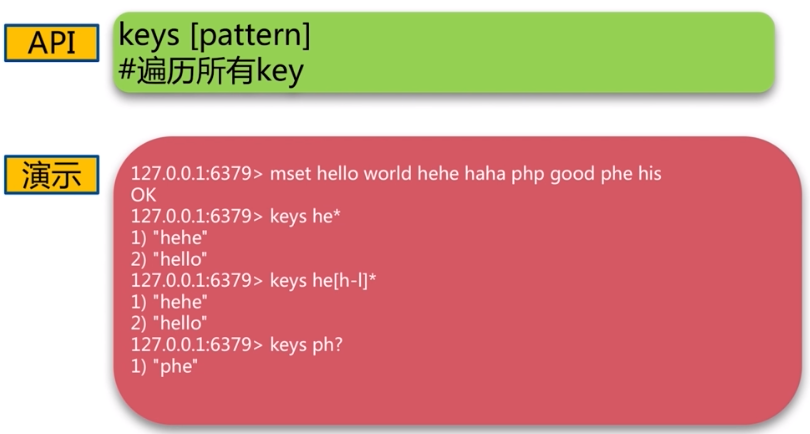 API
keys [pattern]
#遍历所有key
演示
127.0.0.1:6379> mset hello world hehe haha php good phe his
OK
127.0.0.1:6379> keys he*
1) "hehe"
2) "hello"
127.0.0.1:6379> keys he[h-l]*
1) "hehe"
2) "hello"
127.0.0.1:6379> keys ph?
1) "phe"